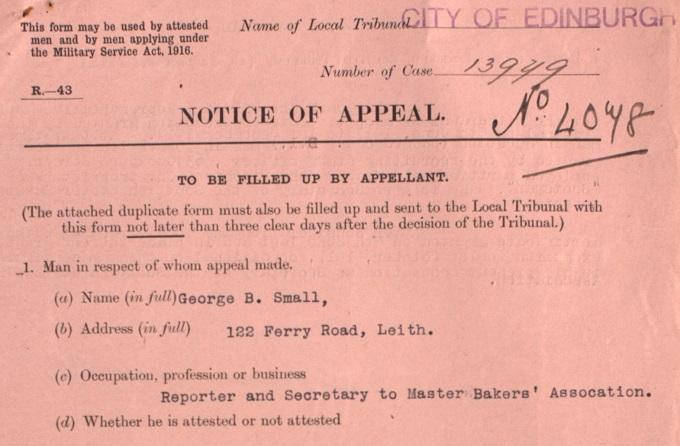 This form may be used by attested
men and by men applying under
the Military Service Act, 1916.
Name of Local Tribunal CITY OF EDINBURGH
Number of Case 13949
R.—43
NOTICE OF APPEAL.
No. 4048
TO BE FILLED UP BY APPELLANT.
(The attached duplicate form must also be filled up and sent to the Local Tribunal with
this form not later than three clear days after the decision of the Tribunal.)
1. Man in respect of whom appeal made.
(a) Name (in full) George B. Small,
(b) Address (in full) 122 Ferry Road, Leith.
(c) Occupation, profession or business
Reporter and Secretary to Master Bakers' Assocation.
(d) Whether he is attested or not attested